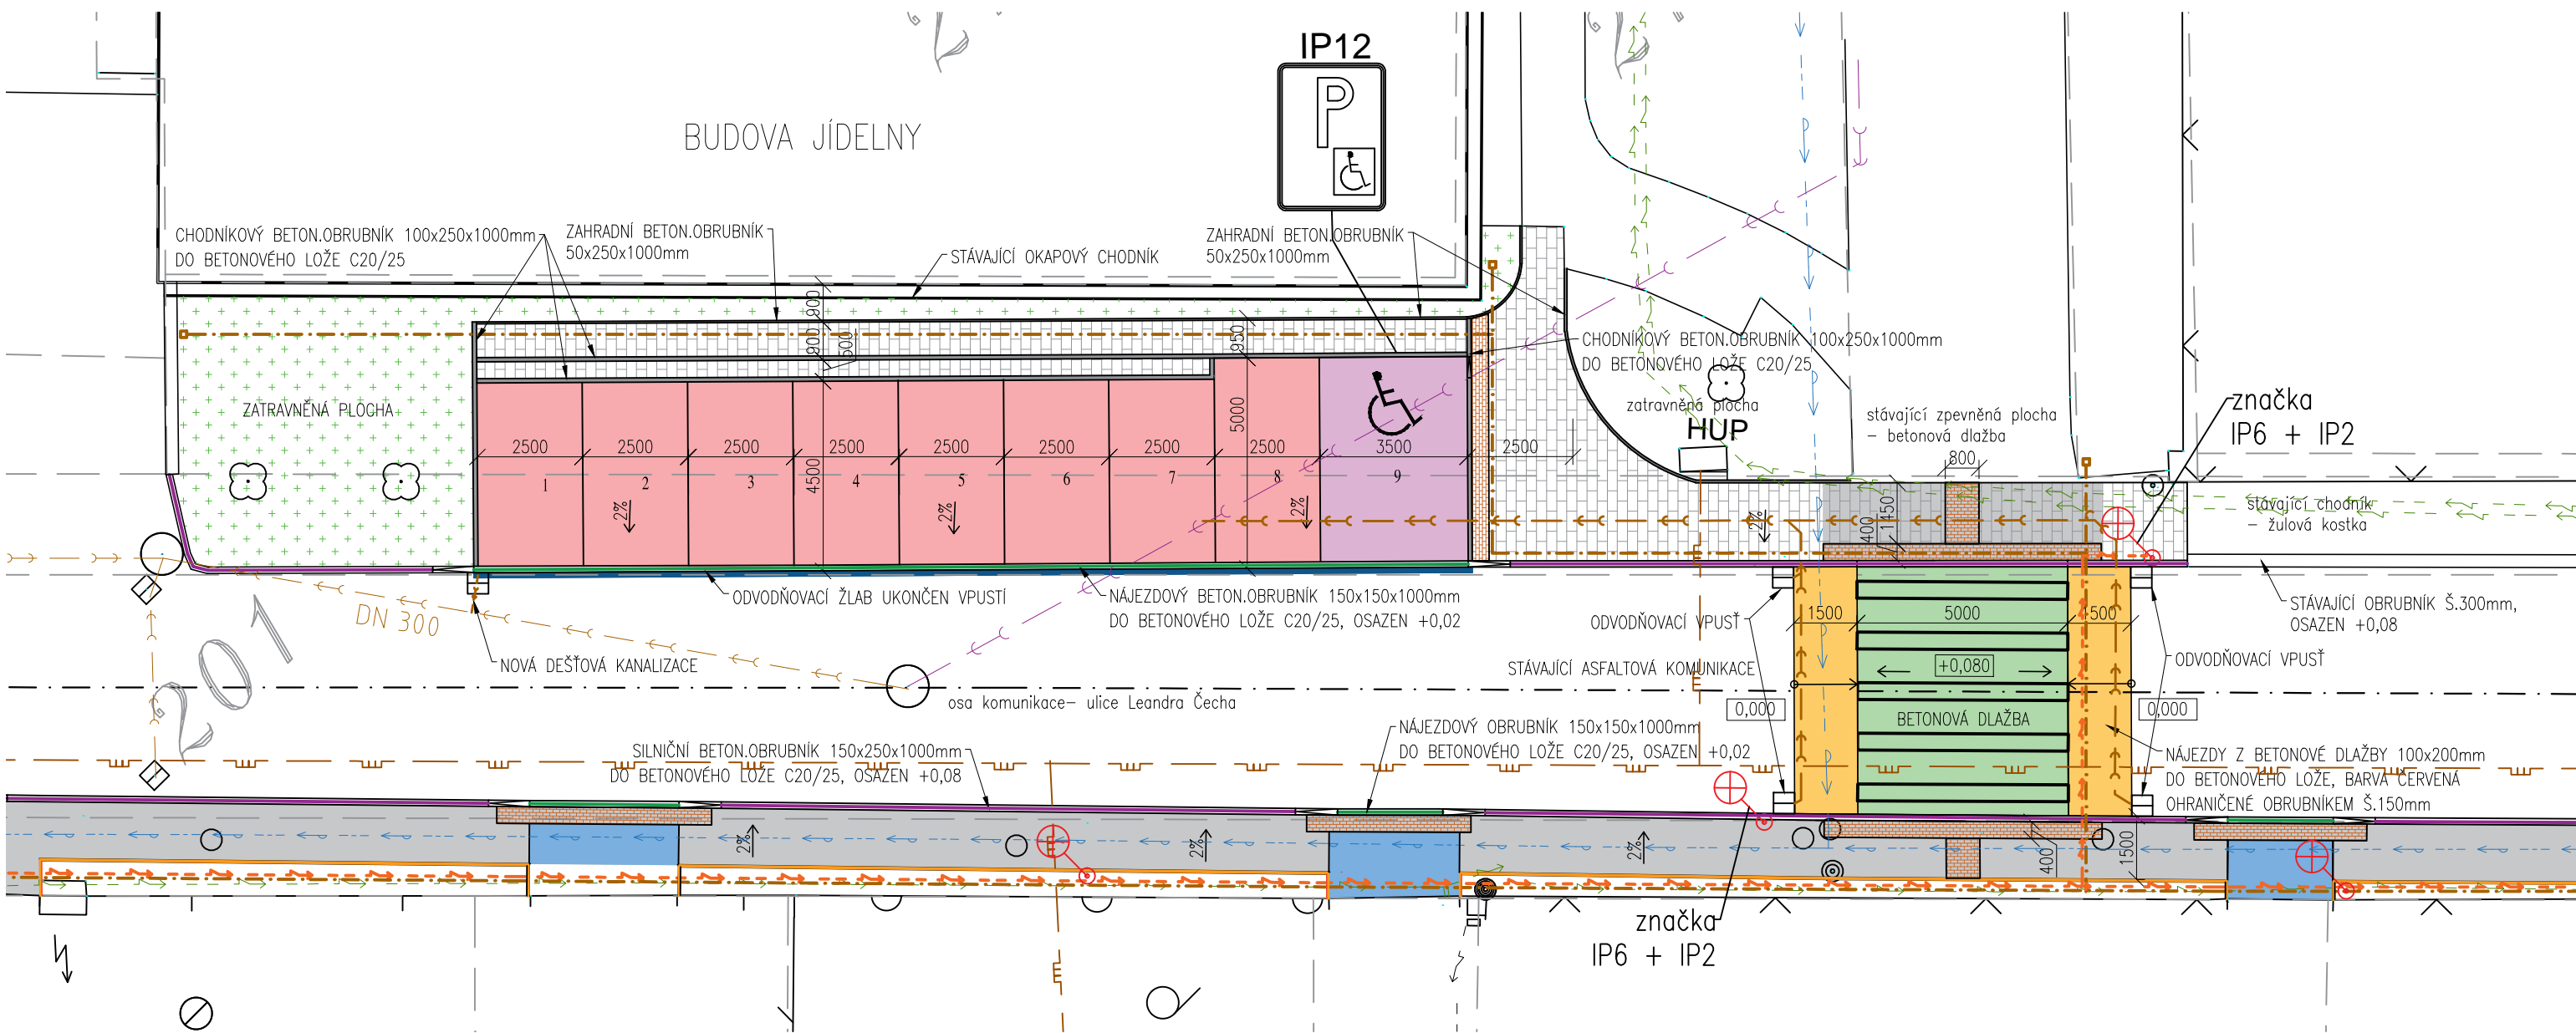 IP12
P
BUDOVA JÍDELNY
CHODNÍKOVÝ BETON.OBRUBNÍK 100x250x1000mm
DO BETONOVÉHO LOŽE C20/25
ZAHRADNÍ BETON.OBRUBNÍK
50x250x1000mm
STÁVAJÍCÍ OKAPOVÝ CHODNÍK
ZAHRADNÍ BETON.OBRUBNÍK
50x250x1000mm
900
900
500
950
CHODNÍKOVÝ BETON.OBRUBNÍK 100x250x1000mm
DO BETONOVÉHO LOŽE C20/25
ZATRAVNĚNÁ PLOCHA
zatravněná plocha
HUP
stávající zpevněná plocha
– betonová dlažba
značka
IP6 + IP2
2500
2500
2500
2500
2500
2500
2500
2500
3500
2500
5000
4500
800
1
2
3
4
5
6
7
8
9
2%
2%
2%
2%
400
1450
stávající chodník
– žulová kostka
ODVODŇOVACÍ ŽLAB UKONČEN VPUSTÍ
NÁJEZDOVÝ BETON.OBRUBNÍK 150x150x1000mm
DO BETONOVÉHO LOŽE C20/25, OSAZEN +0,02
DN 300
NOVÁ DEŠŤOVÁ KANALIZACE
201
ODVODŇOVACÍ VPUSŤ
1500
5000
1500
STÁVAJÍCÍ OBRUBNÍK Š.300mm,
OSAZEN +0,08
STÁVAJÍCÍ ASFALTOVÁ KOMUNIKACE
+0,080
ODVODŇOVACÍ VPUSŤ
osa komunikace– ulice Leandra Čecha
0,000
0,000
BETONOVÁ DLAŽBA
NÁJEZDOVÝ OBRUBNÍK 150x150x1000mm
DO BETONOVÉHO LOŽE C20/25, OSAZEN +0,02
SILNIČNÍ BETON.OBRUBNÍK 150x250x1000mm
DO BETONOVÉHO LOŽE C20/25, OSAZEN +0,08
NÁJEZDY Z BETONOVÉ DLAŽBY 100x200mm
DO BETONOVÉHO LOŽE, BARVA ČERVENÁ
OHRANIČENÉ OBRUBNÍKEM Š.150mm
2%
2%
2%
400
1500
značka
IP6 + IP2